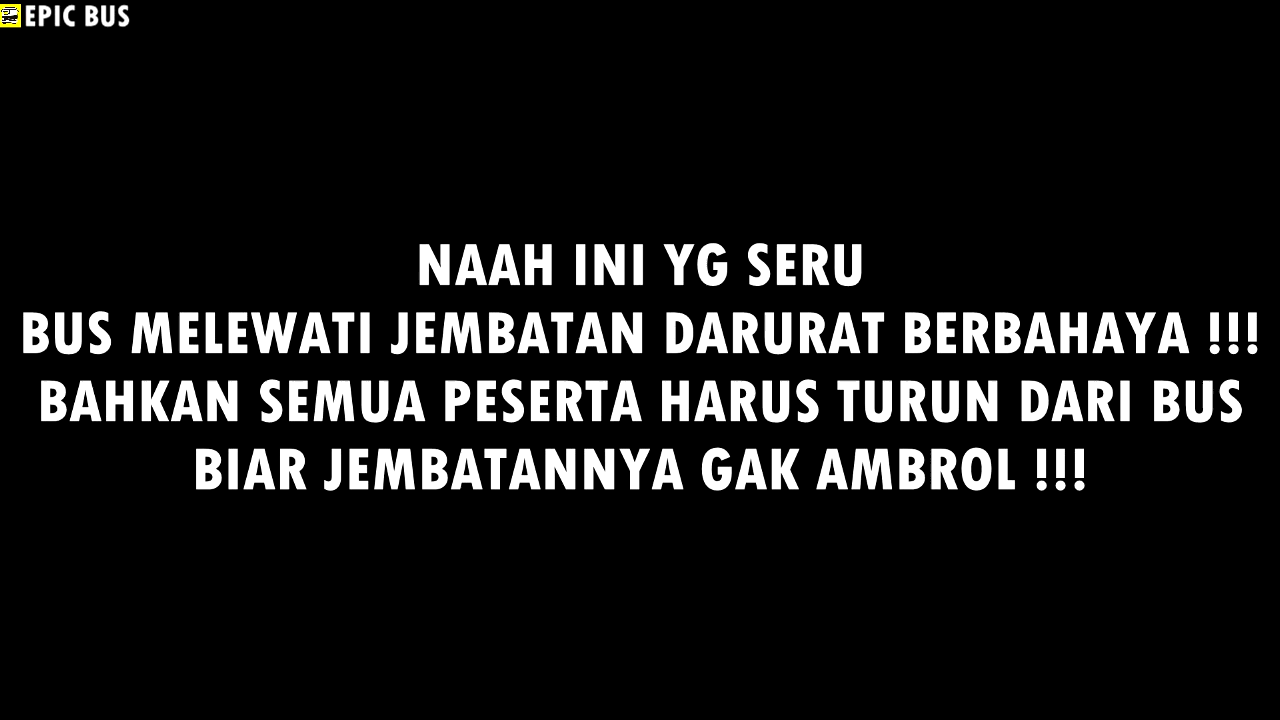 EPIC BUS
NAAH INI YG SERU
BUS MELEWATI JEMBATAN DARURAT BERBAHAYA !!!
BAHKAN SEMUA PESERTA HARUS TURUN DARI BUS
BIAR JEMBATANNYA GAK AMBROL !!!